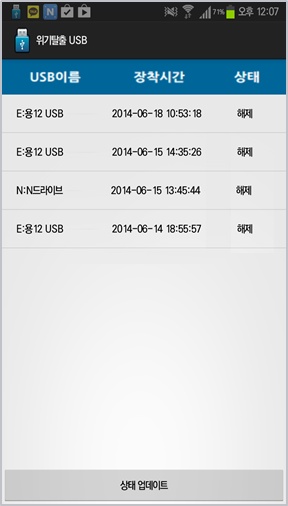 71% 오후 12:07
위기탈출 USB
USB이름 장착시간 상태
E:용12 USB 2014-06-18 10:53:18 해제
E:용12 USB 2014-06-15 14:35:26 해제
N:N드라이브 2014-06-15 13:45:44 해제
E:용12 USB 2014-06-14 18:55:57 해제
상태 업데이트